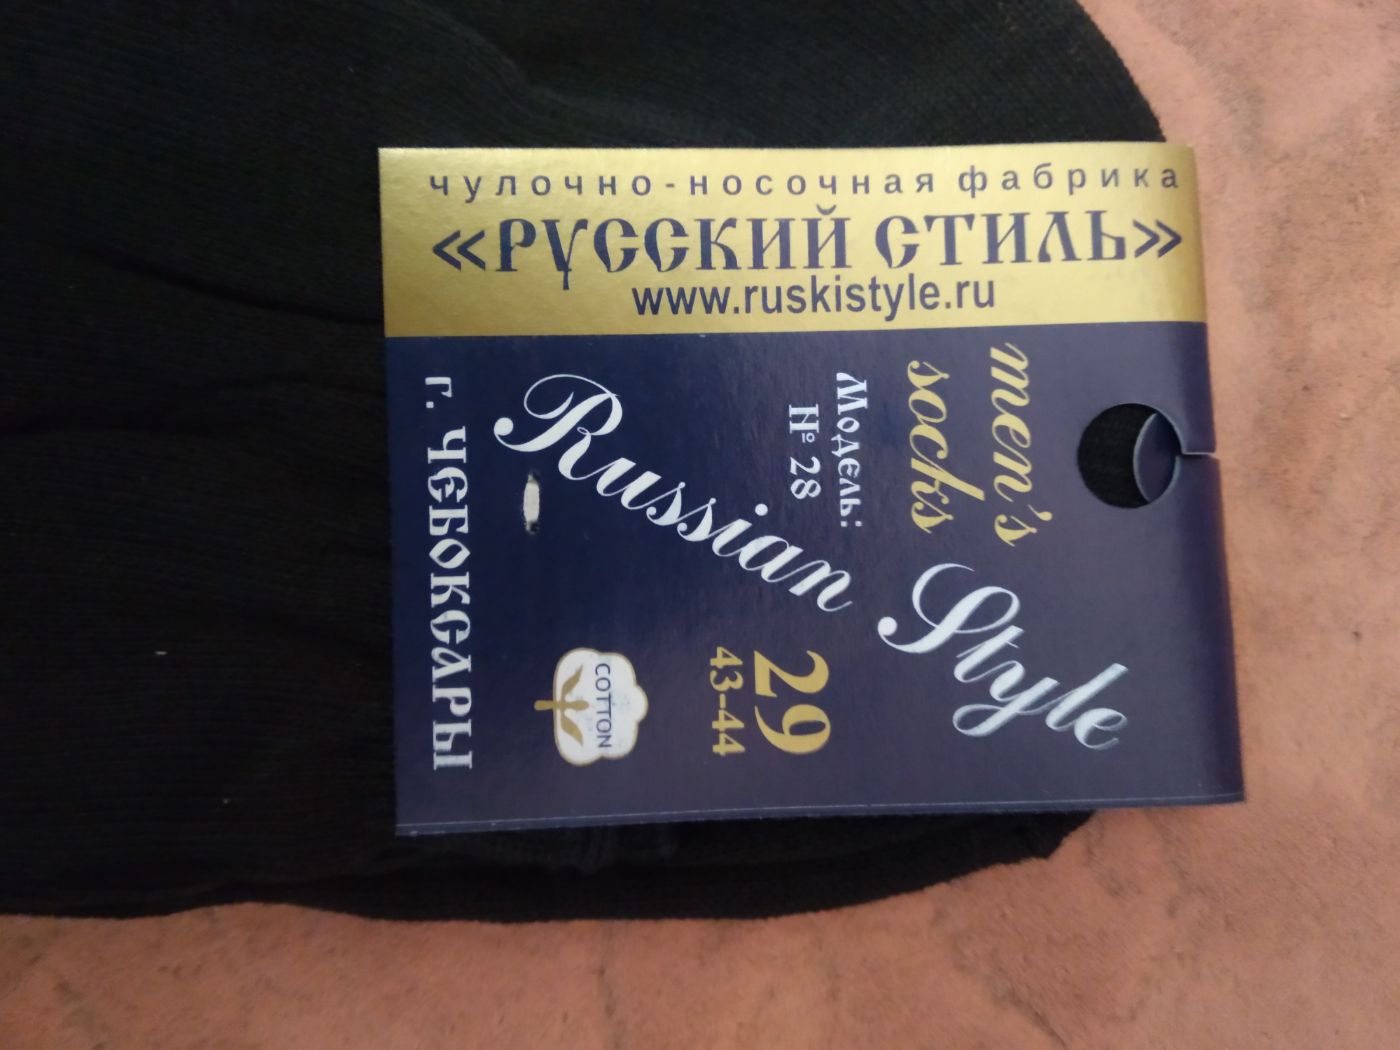 чулочно-носочная фабрика
«РУССКИЙ СТИЛЬ»
www.ruskistyle.ru
men's
socks
Модель:
№ 28
Russian Style
29
43-44
COTTON
г. ЧЕБОКСАРЫ